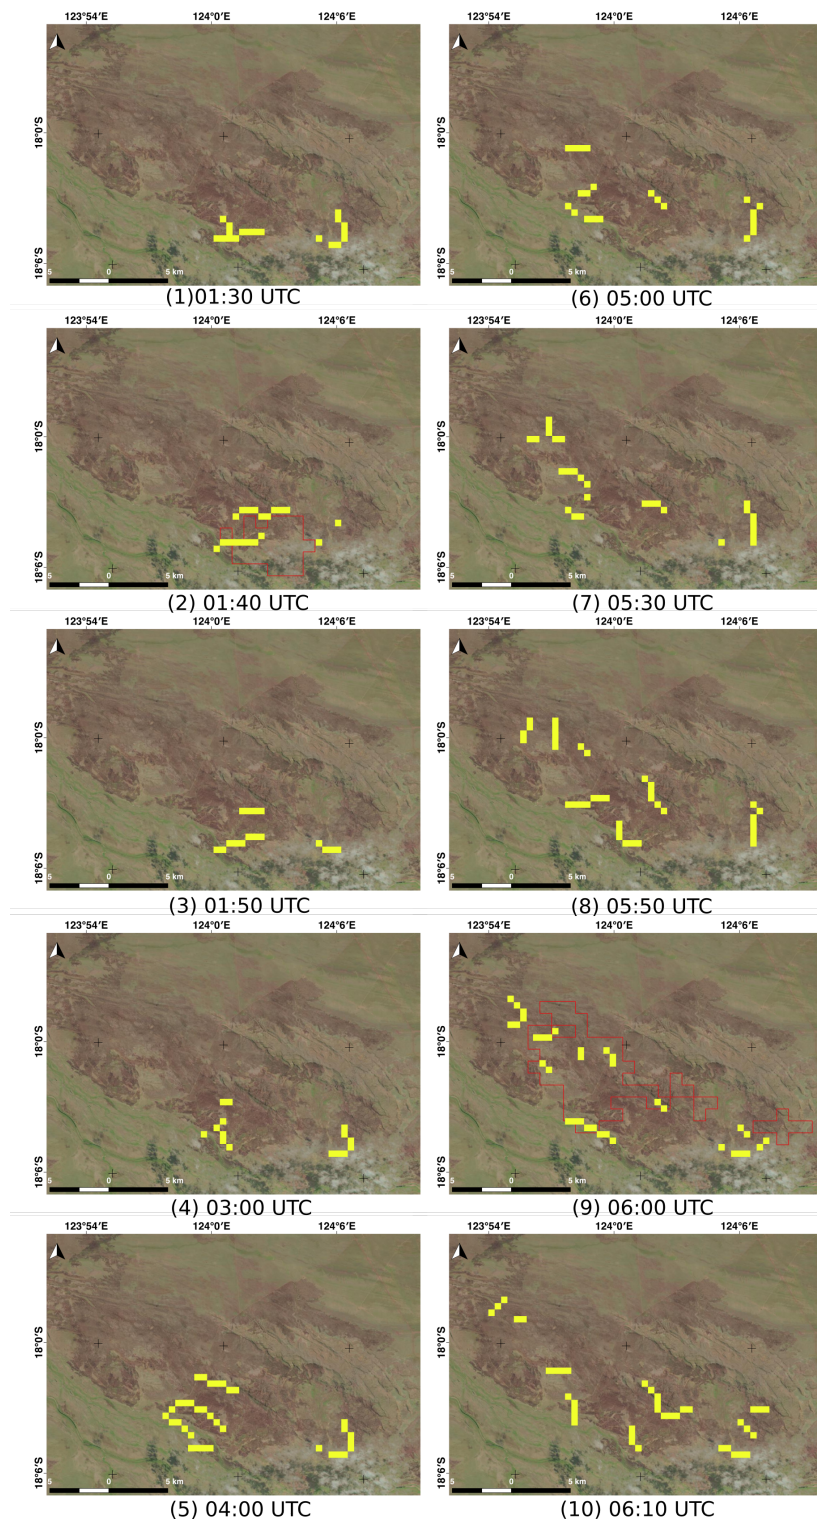 123°54′E 124°0′E 124°6′E
18°0′S
18°6′S
5 0 5 km
(1)01:30 UTC
123°54′E 124°0′E 124°6′E
18°0′S
18°6′S
5 0 5 km
(6) 05:00 UTC
123°54′E 124°0′E 124°6′E
18°0′S
18°6′S
5 0 5 km
(2) 01:40 UTC
123°54′E 124°0′E 124°6′E
18°0′S
18°6′S
5 0 5 km
(7) 05:30 UTC
123°54′E 124°0′E 124°6′E
18°0′S
18°6′S
5 0 5 km
(3) 01:50 UTC
123°54′E 124°0′E 124°6′E
18°0′S
18°6′S
5 0 5 km
(8) 05:50 UTC
123°54′E 124°0′E 124°6′E
18°0′S
18°6′S
5 0 5 km
(4) 03:00 UTC
123°54′E 124°0′E 124°6′E
18°0′S
18°6′S
5 0 5 km
(9) 06:00 UTC
123°54′E 124°0′E 124°6′E
18°0′S
18°6′S
5 0 5 km
(5) 04:00 UTC
123°54′E 124°0′E 124°6′E
18°0′S
18°6′S
5 0 5 km
(10) 06:10 UTC